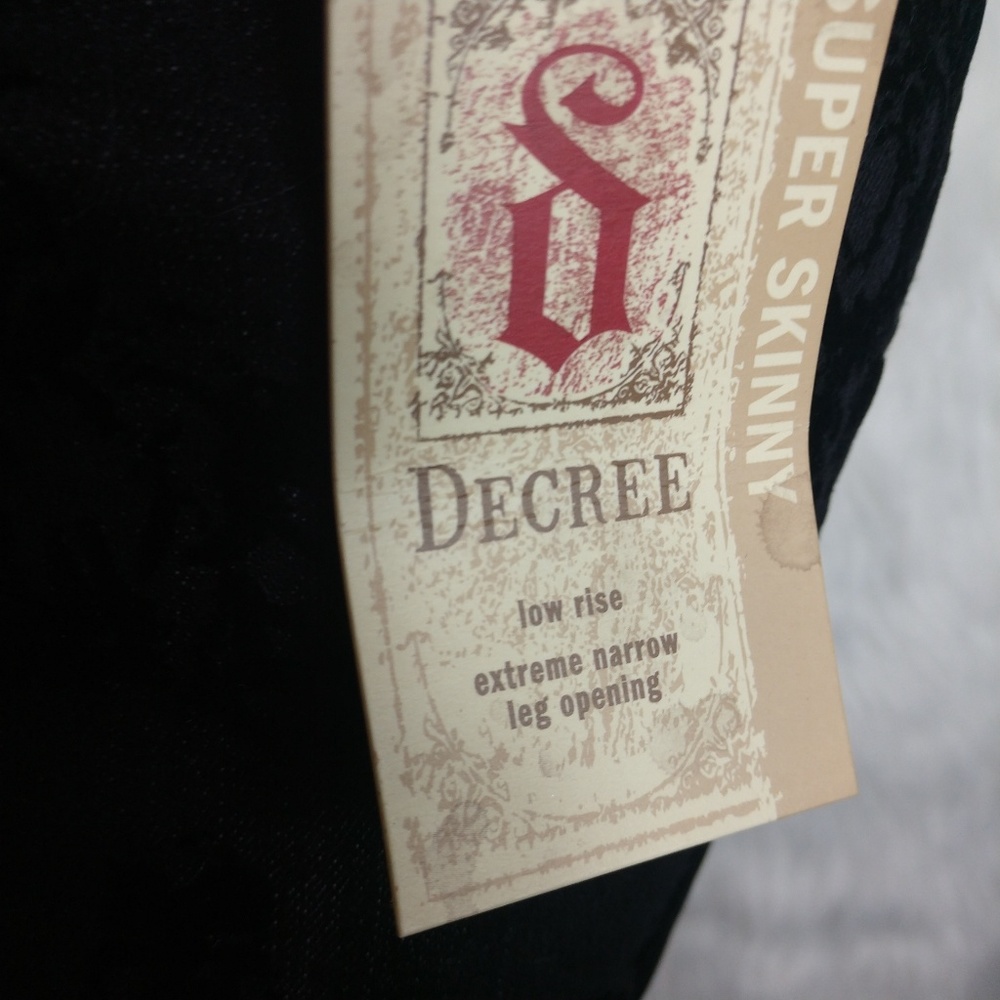 d
DECREE
low rise
extreme narrow
leg opening
SUPER SKINNY